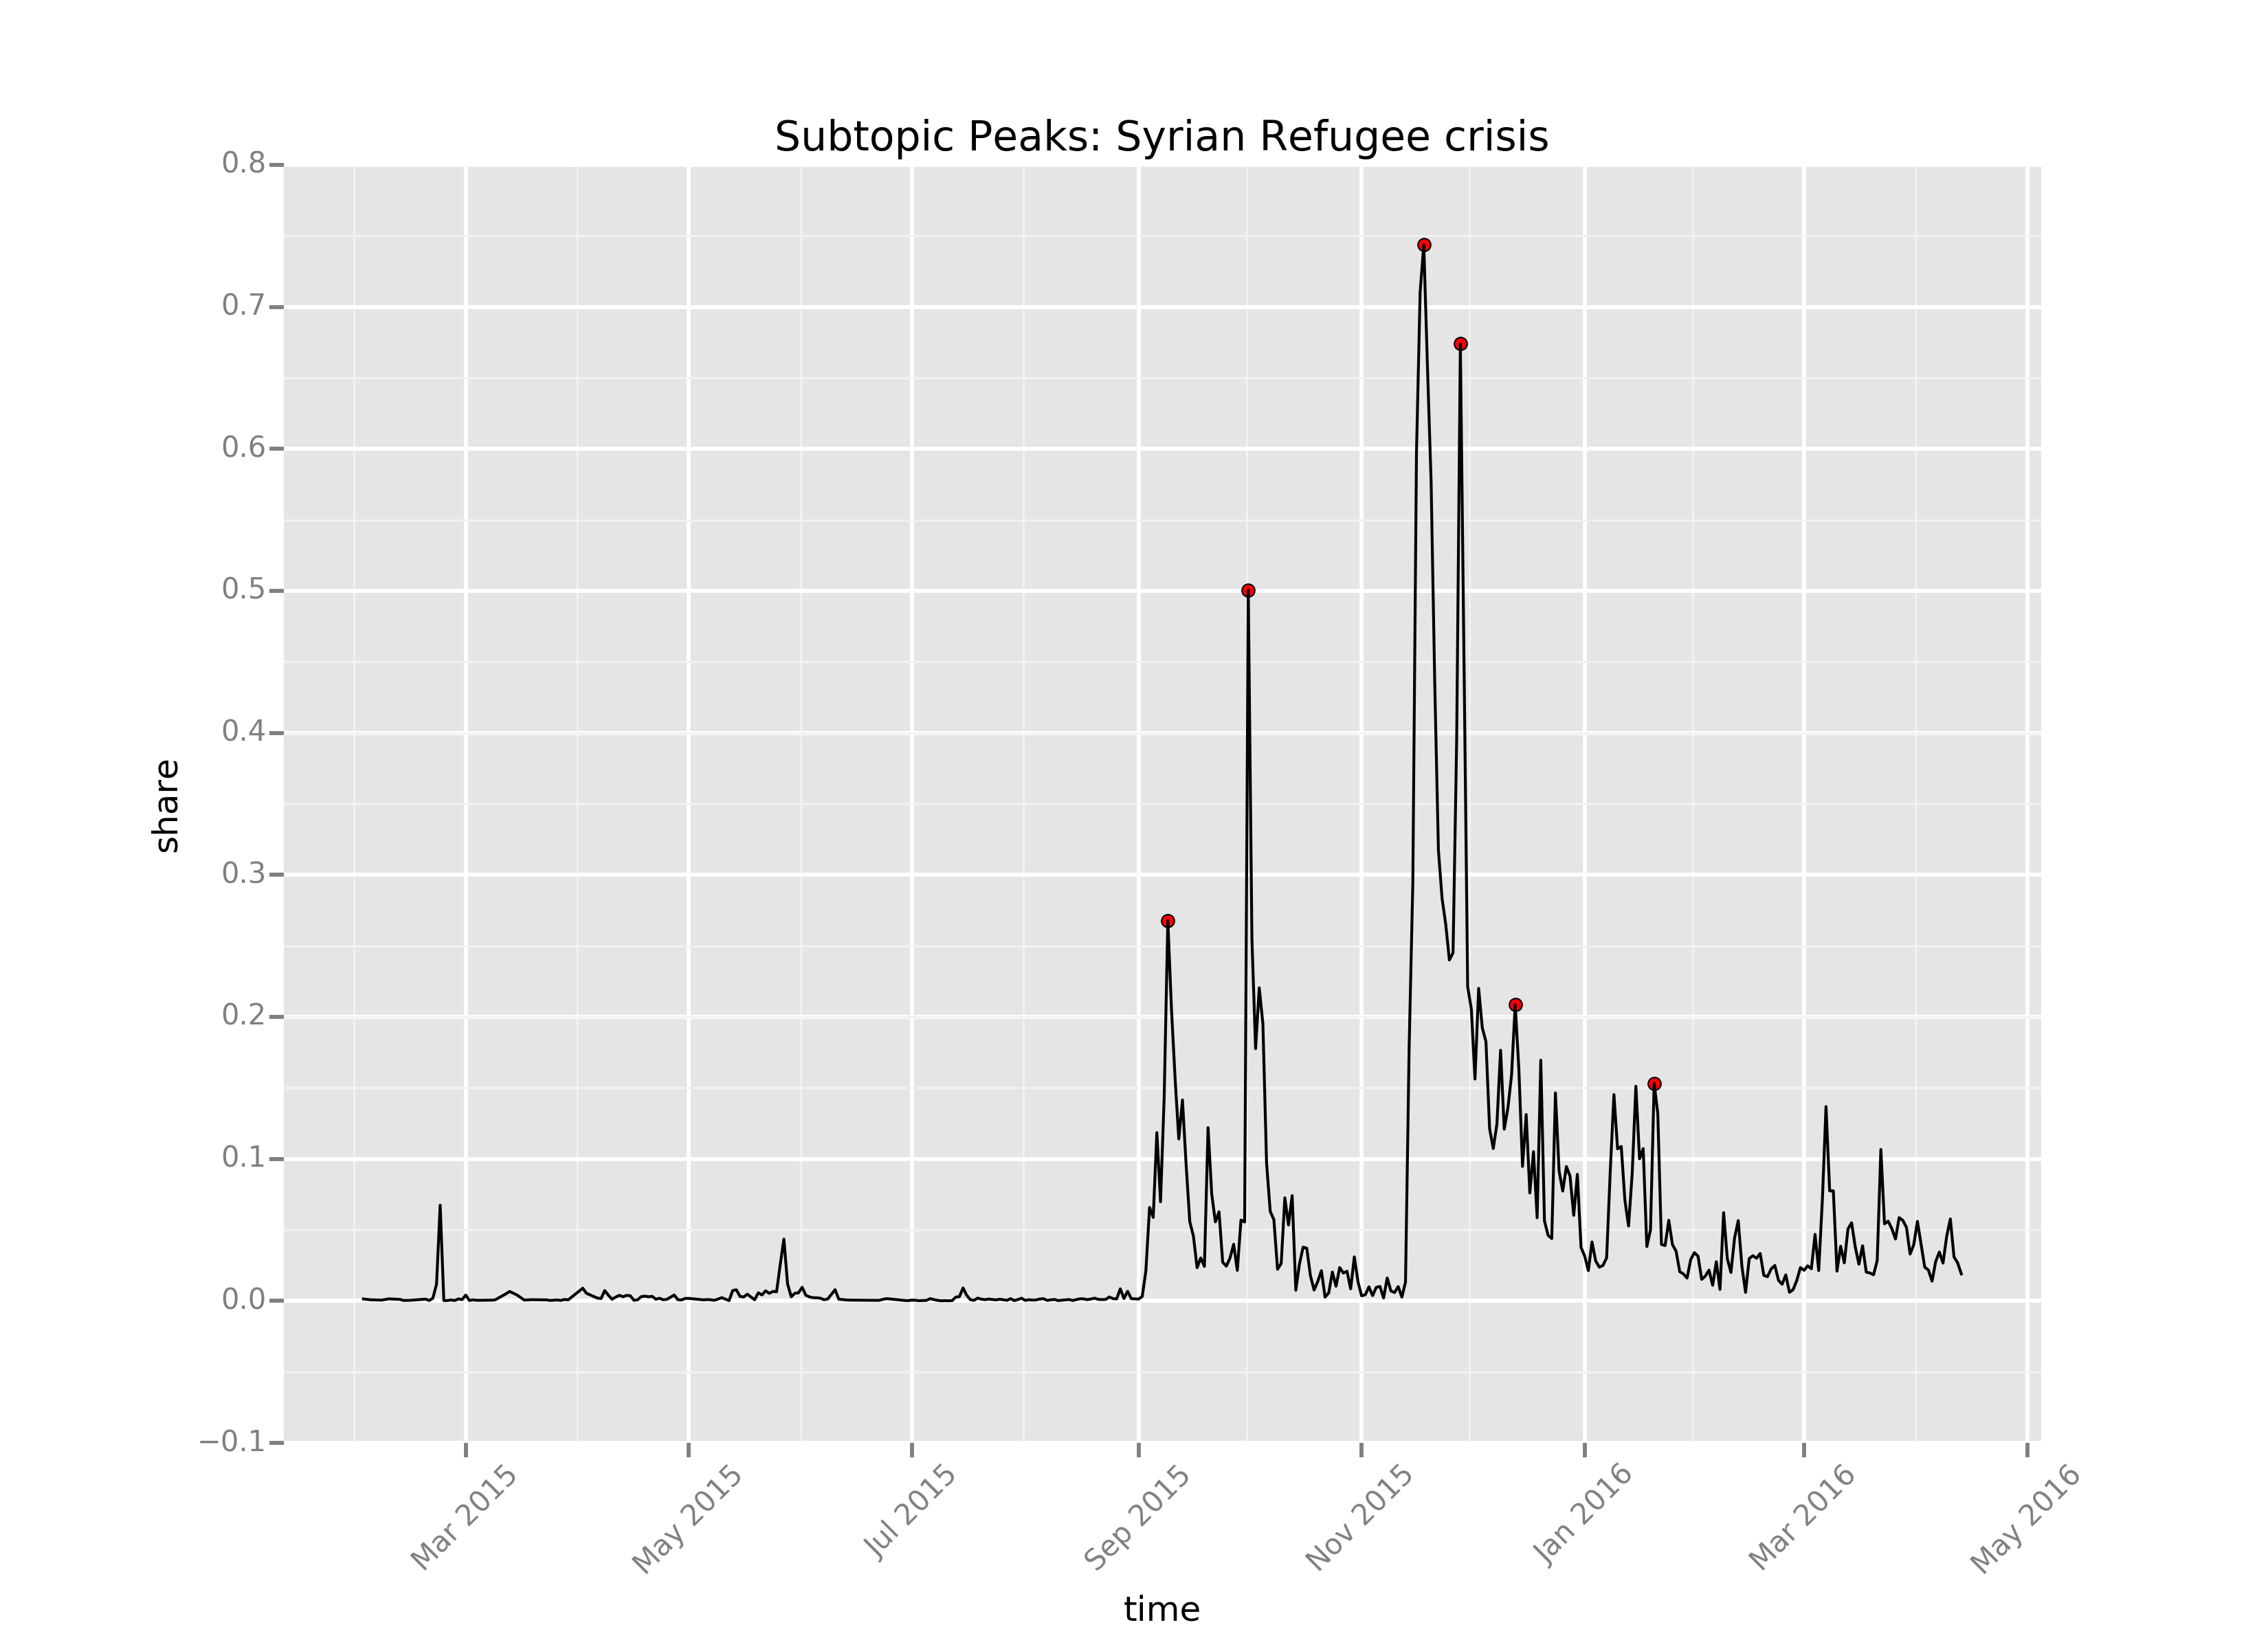 Subtopic Peaks: Syrian Refugee crisis
0.8
0.7
0.6
0.5
0.4
0.3
0.2
0.1
0.0
−0.1
share
Mar 2015
May 2015
Jul 2015
Sep 2015
Nov 2015
Jan 2016
Mar 2016
May 2016
time